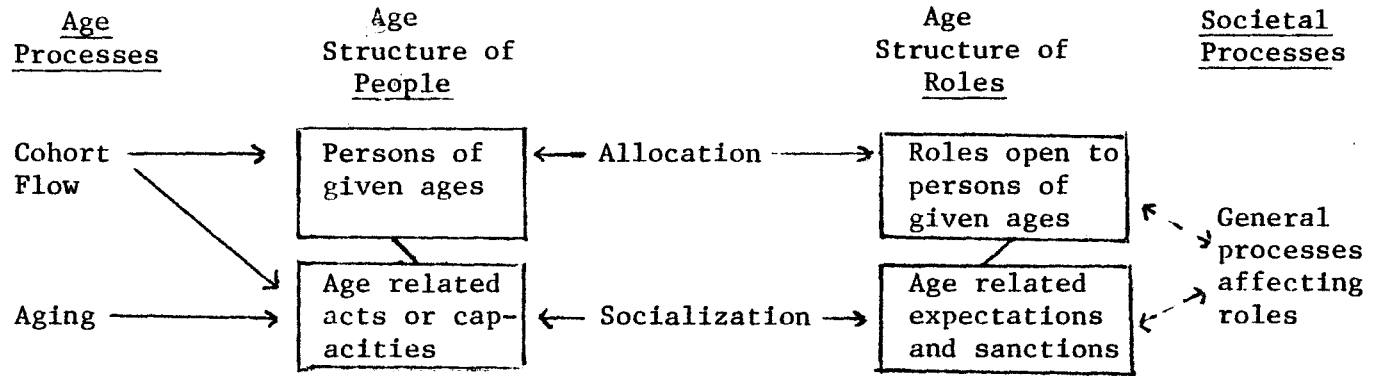 Age
Processes
Age
Structure of
People
Age
Structure of
Roles
Societal
Processes
Cohort
Flow
Persons of
given ages
Allocation
Roles open to
persons of
given ages
General
processes
affecting
roles
Aging
Age related
acts or cap-
acities
Socialization
Age related
expectations
and sanctions